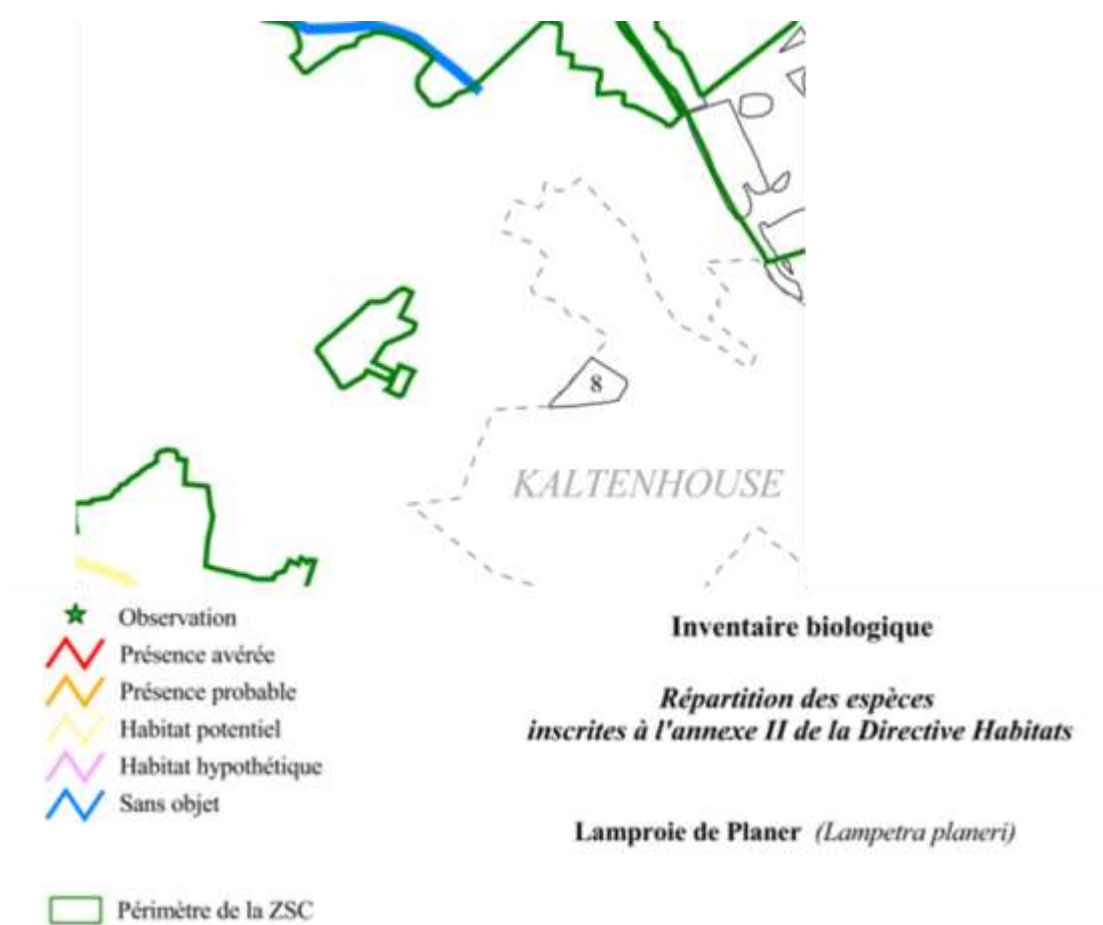 8
KALTENHOUSE
Observation
Présence avérée
Présence probable
Habitat potentiel
Habitat hypothétique
Sans objet
Périmètre de la ZSC
Inventaire biologique
Répartition des espèces
inscrites à l'annexe II de la Directive Habitats
Lamproie de Planer (Lampetra planeri)